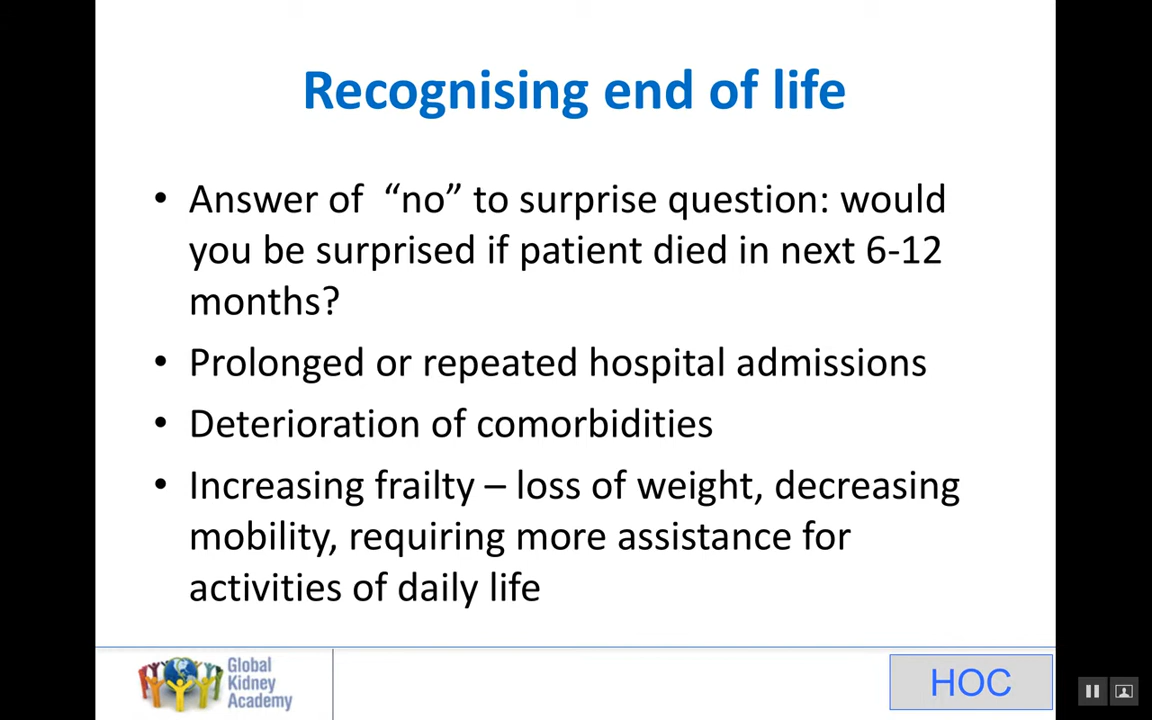 Recognising end of life
• Answer of “no” to surprise question: would
you be surprised if patient died in next 6-12
months?
• Prolonged or repeated hospital admissions
• Deterioration of comorbidities
• Increasing frailty – loss of weight, decreasing
mobility, requiring more assistance for
activities of daily life
Global
Kidney
Academy
HOC